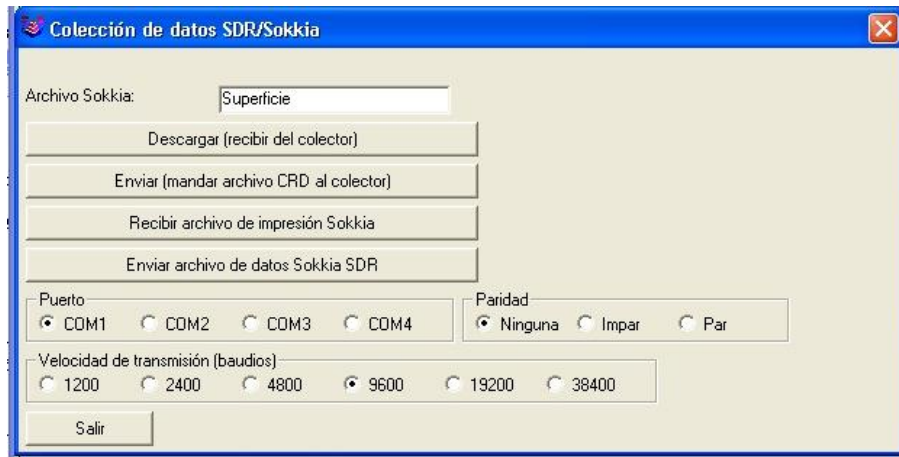 Colección de datos SDR/Sokkia
Archivo Sokkia: Superficie
Descargar (recibir del colector)
Enviar (mandar archivo CRD al colector)
Recibir archivo de impresión Sokkia
Enviar archivo de datos Sokkia SDR
Puerto Paridad
COM1 COM2 COM3 COM4 Ninguna Impar Par
Velocidad de transmisión (baudios)
1200 2400 4800 9600 19200 38400
Salir